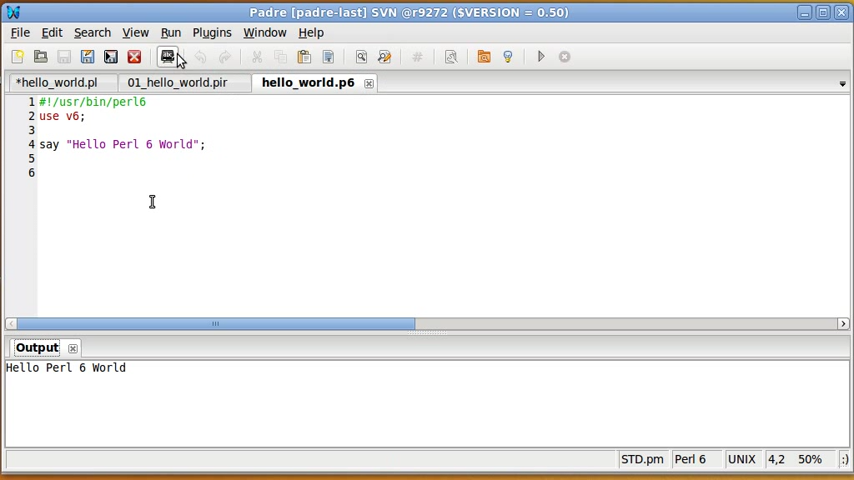 Padre [padre-last] SVN @r9272 ($VERSION = 0.50)
File Edit Search View Run Plugins Window Help
*hello_world.pl 01_hello_world.pir hello_world.p6
1 #!/usr/bin/perl6
2 use v6;
3
4 say "Hello Perl 6 World";
5
6
Output
Hello Perl 6 World
STD.pm Perl 6 UNIX 4,2 50% :)